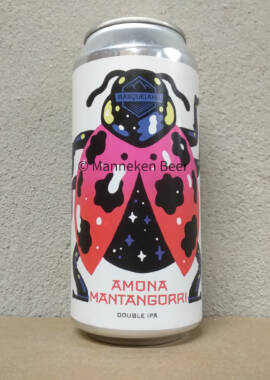 BASQUELAND
© Manneken Beer
AMONA
MANTANGORRI
DOUBLE IPA